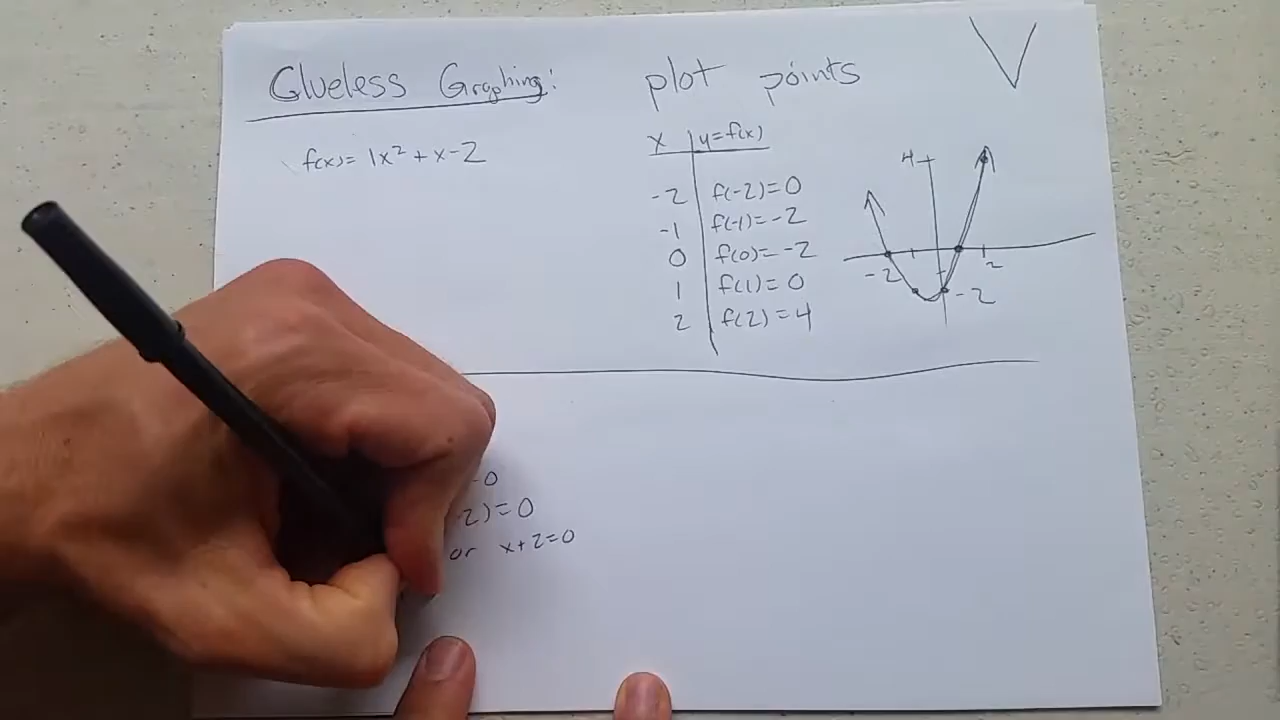 Clueless Graphing:
f(x)= 1x² + x - 2
plot points
x | y=f(x)
-2 | f(-2)=0
-1 | f(-1)=-2
0 | f(0)=-2
1 | f(1)=0
2 | f(2)=4
4
-2 2
-2
-0
2)=0
or x+2=0